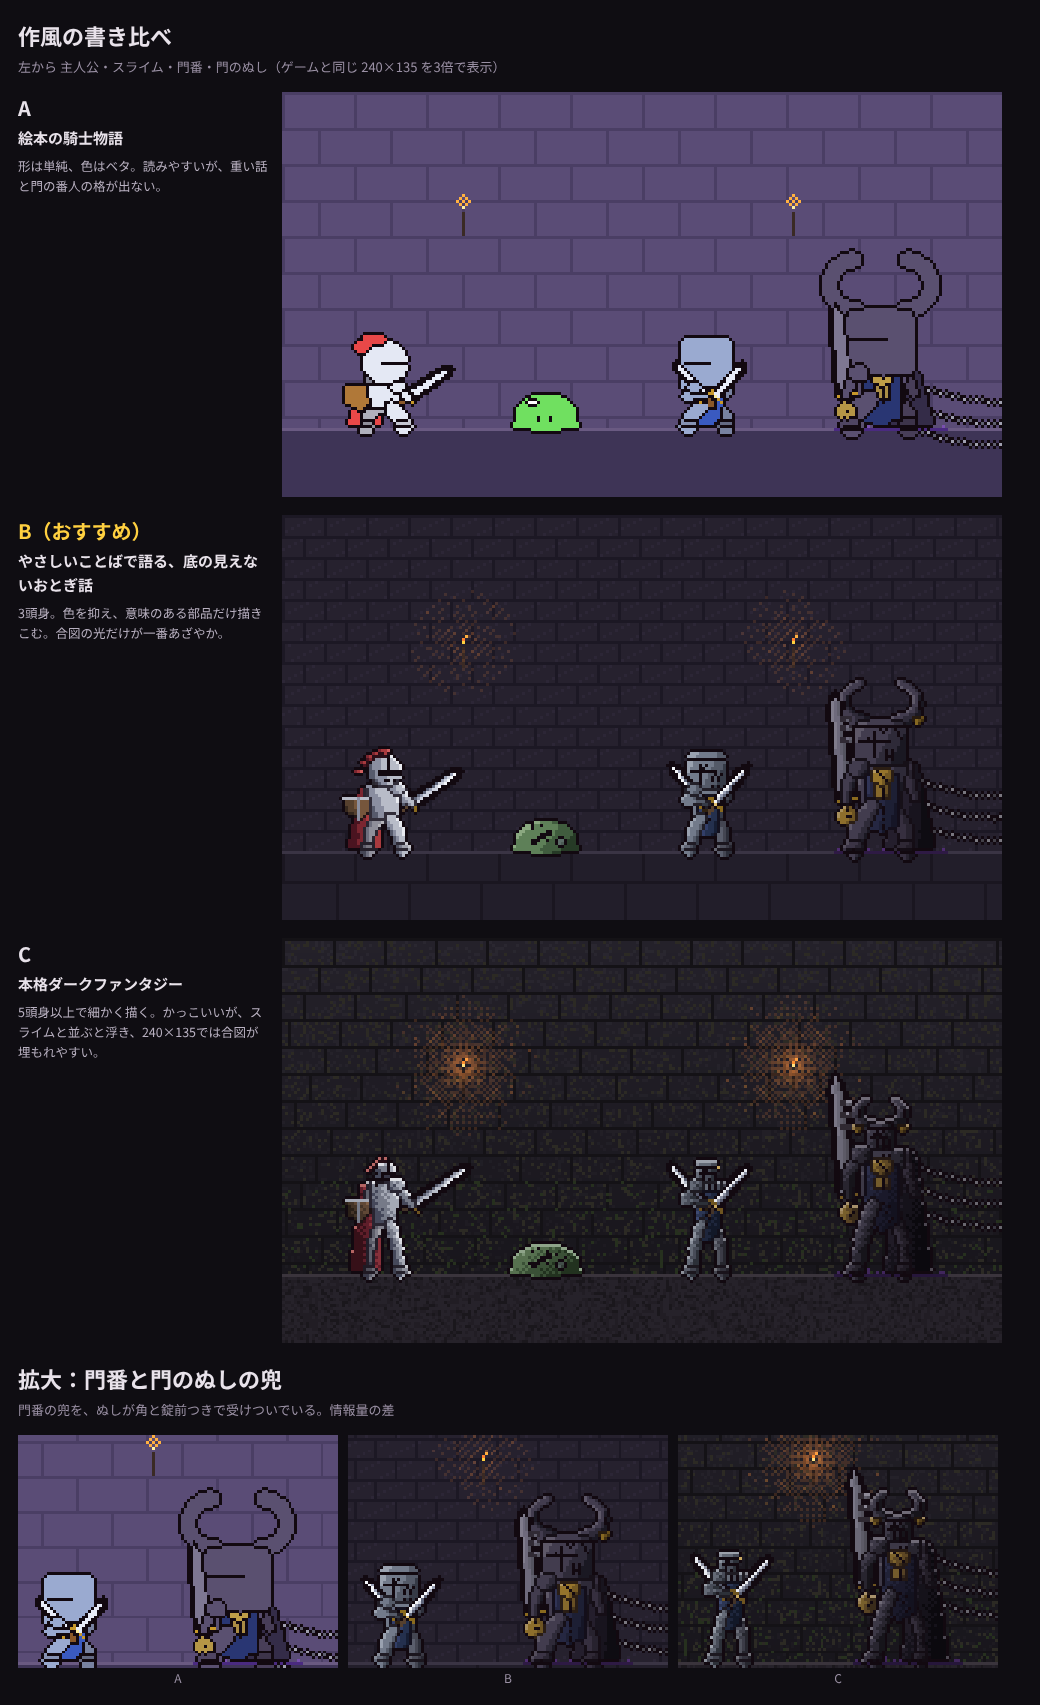 作風の書き比べ
左から 主人公・スライム・門番・門のぬし（ゲームと同じ 240×135 を3倍で表示）
A
絵本の騎士物語
形は単純、色はベタ。読みやすいが、重い話
と門の番人の格が出ない。
B（おすすめ）
やさしいことばで語る、底の見えな
いおとぎ話
3頭身。色を抑え、意味のある部品だけ描き
こむ。合図の光だけが一番あざやか。
C
本格ダークファンタジー
5頭身以上で細かく描く。かっこいいが、ス
ライムと並ぶと浮き、240×135では合図が
埋もれやすい。
拡大：門番と門のぬしの兜
門番の兜を、ぬしが角と錠前つきで受けついでいる。情報量の差
A
B
C